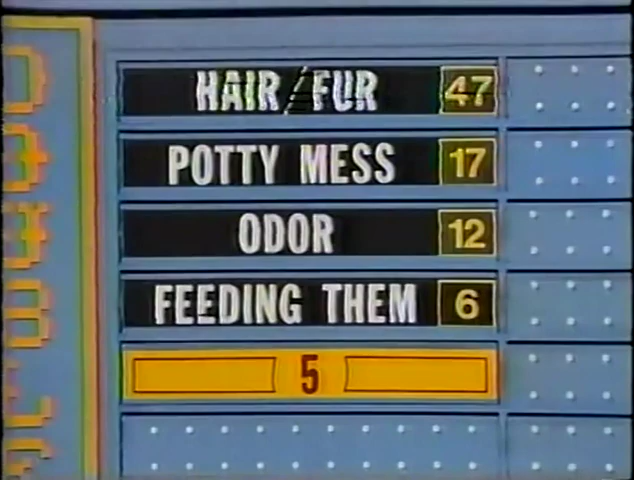 HAIR/FUR 47
POTTY MESS 17
ODOR 12
FEEDING THEM 6
5